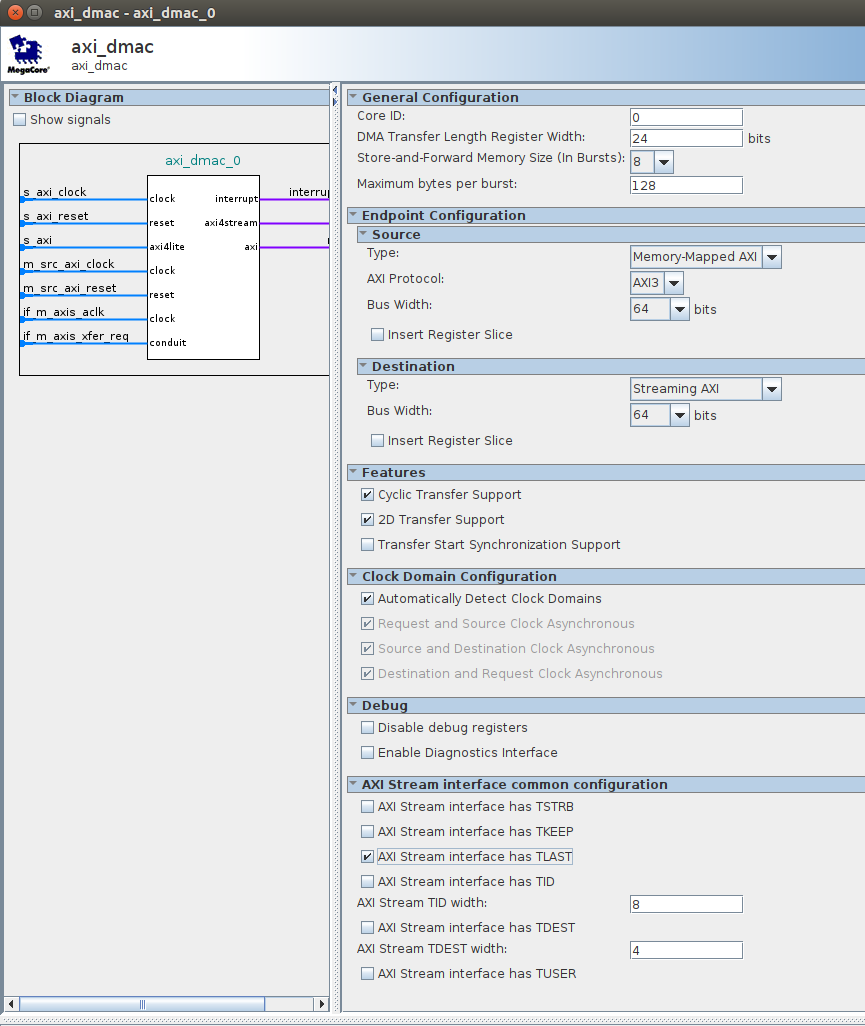 axi_dmac - axi_dmac_0
MegaCore®
axi_dmac
axi_dmac
Block Diagram
Show signals
axi_dmac_0
s_axi_clock
clock
interrupt
s_axi_reset
reset
axi4stream
s_axi
axi4lite
axi
m_src_axi_clock
clock
m_src_axi_reset
reset
if_m_axis_aclk
clock
if_m_axis_xfer_req
conduit
General Configuration
Core ID: 0
DMA Transfer Length Register Width: 24 bits
Store-and-Forward Memory Size (In Bursts): 8
Maximum bytes per burst: 128
Endpoint Configuration
Source
Type: Memory-Mapped AXI
AXI Protocol: AXI3
Bus Width: 64 bits
Insert Register Slice
Destination
Type: Streaming AXI
Bus Width: 64 bits
Insert Register Slice
Features
Cyclic Transfer Support
2D Transfer Support
Transfer Start Synchronization Support
Clock Domain Configuration
Automatically Detect Clock Domains
Request and Source Clock Asynchronous
Source and Destination Clock Asynchronous
Destination and Request Clock Asynchronous
Debug
Disable debug registers
Enable Diagnostics Interface
AXI Stream interface common configuration
AXI Stream interface has TSTRB
AXI Stream interface has TKEEP
AXI Stream interface has TLAST
AXI Stream interface has TID
AXI Stream TID width: 8
AXI Stream interface has TDEST
AXI Stream TDEST width: 4
AXI Stream interface has TUSER